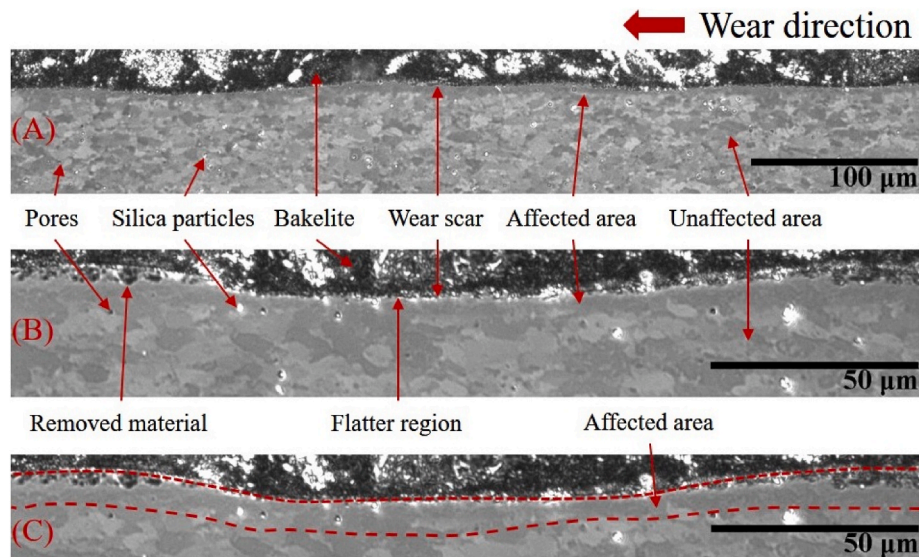 Wear direction
(A)
100 µm
Pores
Silica particles
Bakelite
Wear scar
Affected area
Unaffected area
(B)
50 µm
Removed material
Flatter region
Affected area
(C)
50 µm